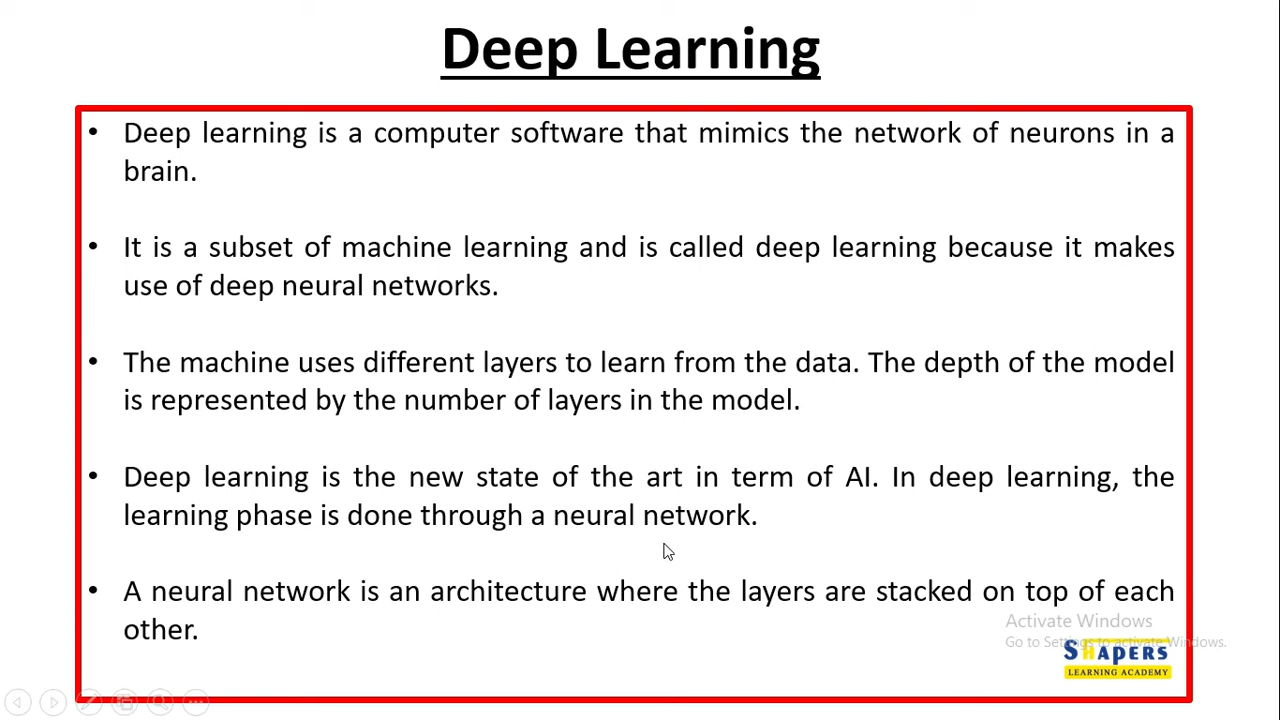 Deep Learning
• Deep learning is a computer software that mimics the network of neurons in a
brain.
• It is a subset of machine learning and is called deep learning because it makes
use of deep neural networks.
• The machine uses different layers to learn from the data. The depth of the model
is represented by the number of layers in the model.
• Deep learning is the new state of the art in term of AI. In deep learning, the
learning phase is done through a neural network.
• A neural network is an architecture where the layers are stacked on top of each
other.
Activate Windows
Go to Settings to activate Windows.
SHAPERS
LEARNING ACADEMY